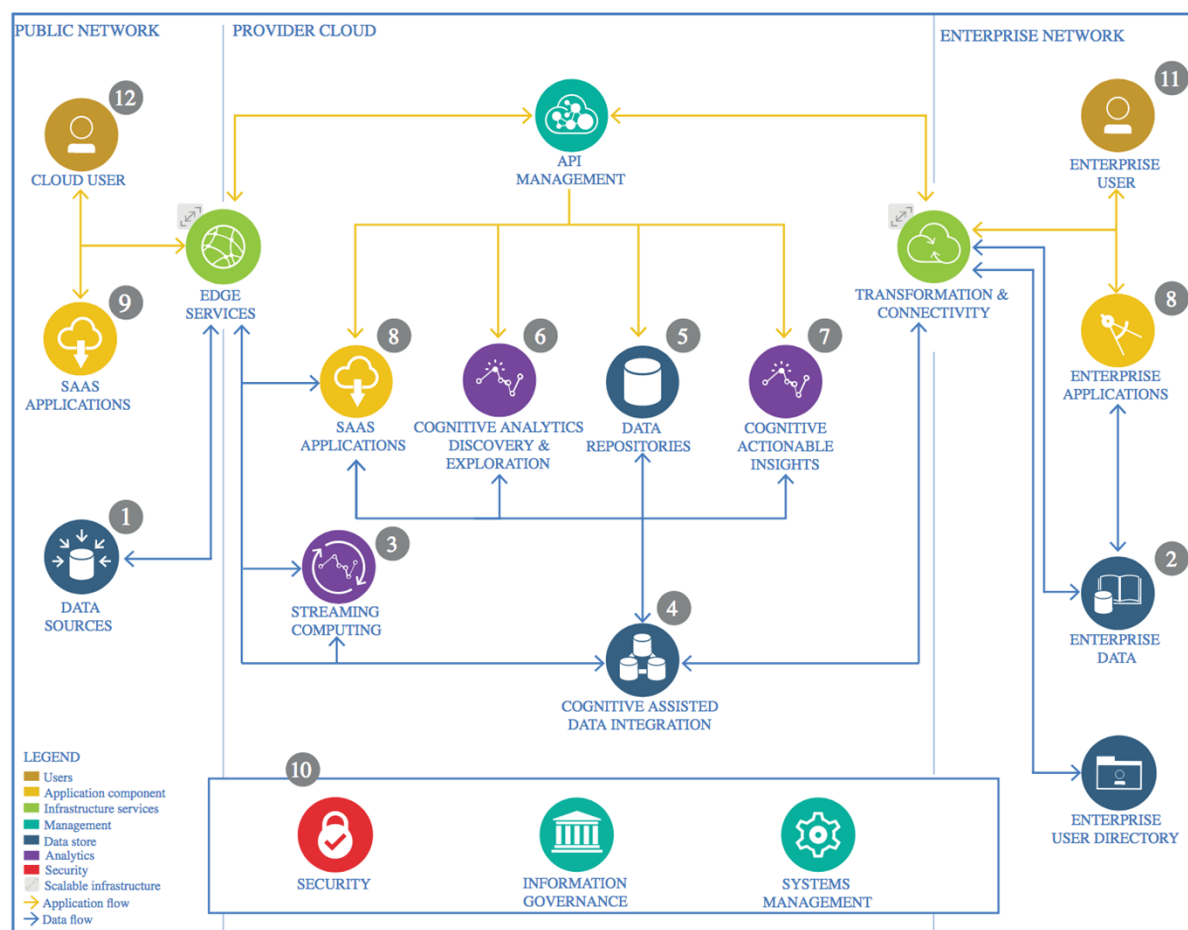 PUBLIC NETWORK
PROVIDER CLOUD
ENTERPRISE NETWORK
12
CLOUD USER
API
MANAGEMENT
11
ENTERPRISE
USER
EDGE
SERVICES
TRANSFORMATION &
CONNECTIVITY
9
SAAS
APPLICATIONS
8
SAAS
APPLICATIONS
6
COGNITIVE ANALYTICS
DISCOVERY &
EXPLORATION
5
DATA
REPOSITORIES
7
COGNITIVE
ACTIONABLE
INSIGHTS
8
ENTERPRISE
APPLICATIONS
1
DATA
SOURCES
3
STREAMING
COMPUTING
4
COGNITIVE ASSISTED
DATA INTEGRATION
2
ENTERPRISE
DATA
ENTERPRISE
USER DIRECTORY
LEGEND
Users
Application component
Infrastructure services
Management
Data store
Analytics
Security
Scalable infrastructure
Application flow
Data flow
10
SECURITY
INFORMATION
GOVERNANCE
SYSTEMS
MANAGEMENT